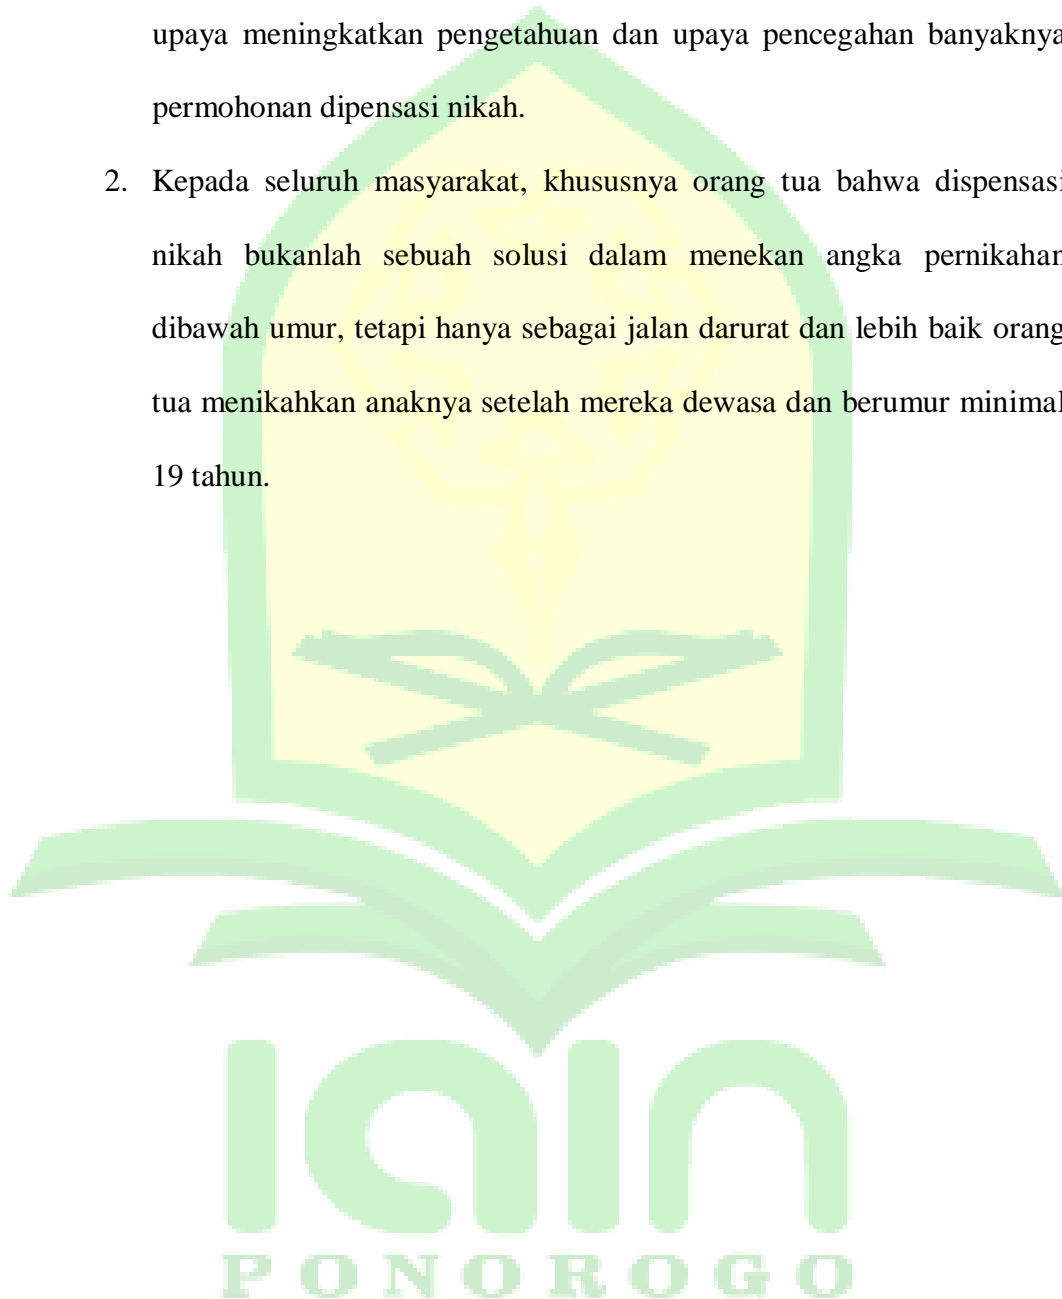 upaya meningkatkan pengetahuan dan upaya pencegahan banyaknya
permohonan dipensasi nikah.
2. Kepada seluruh masyarakat, khususnya orang tua bahwa dispensasi
nikah bukanlah sebuah solusi dalam menekan angka pernikahan
dibawah umur, tetapi hanya sebagai jalan darurat dan lebih baik orang
tua menikahkan anaknya setelah mereka dewasa dan berumur minimal
19 tahun.
iain
PONOROGO